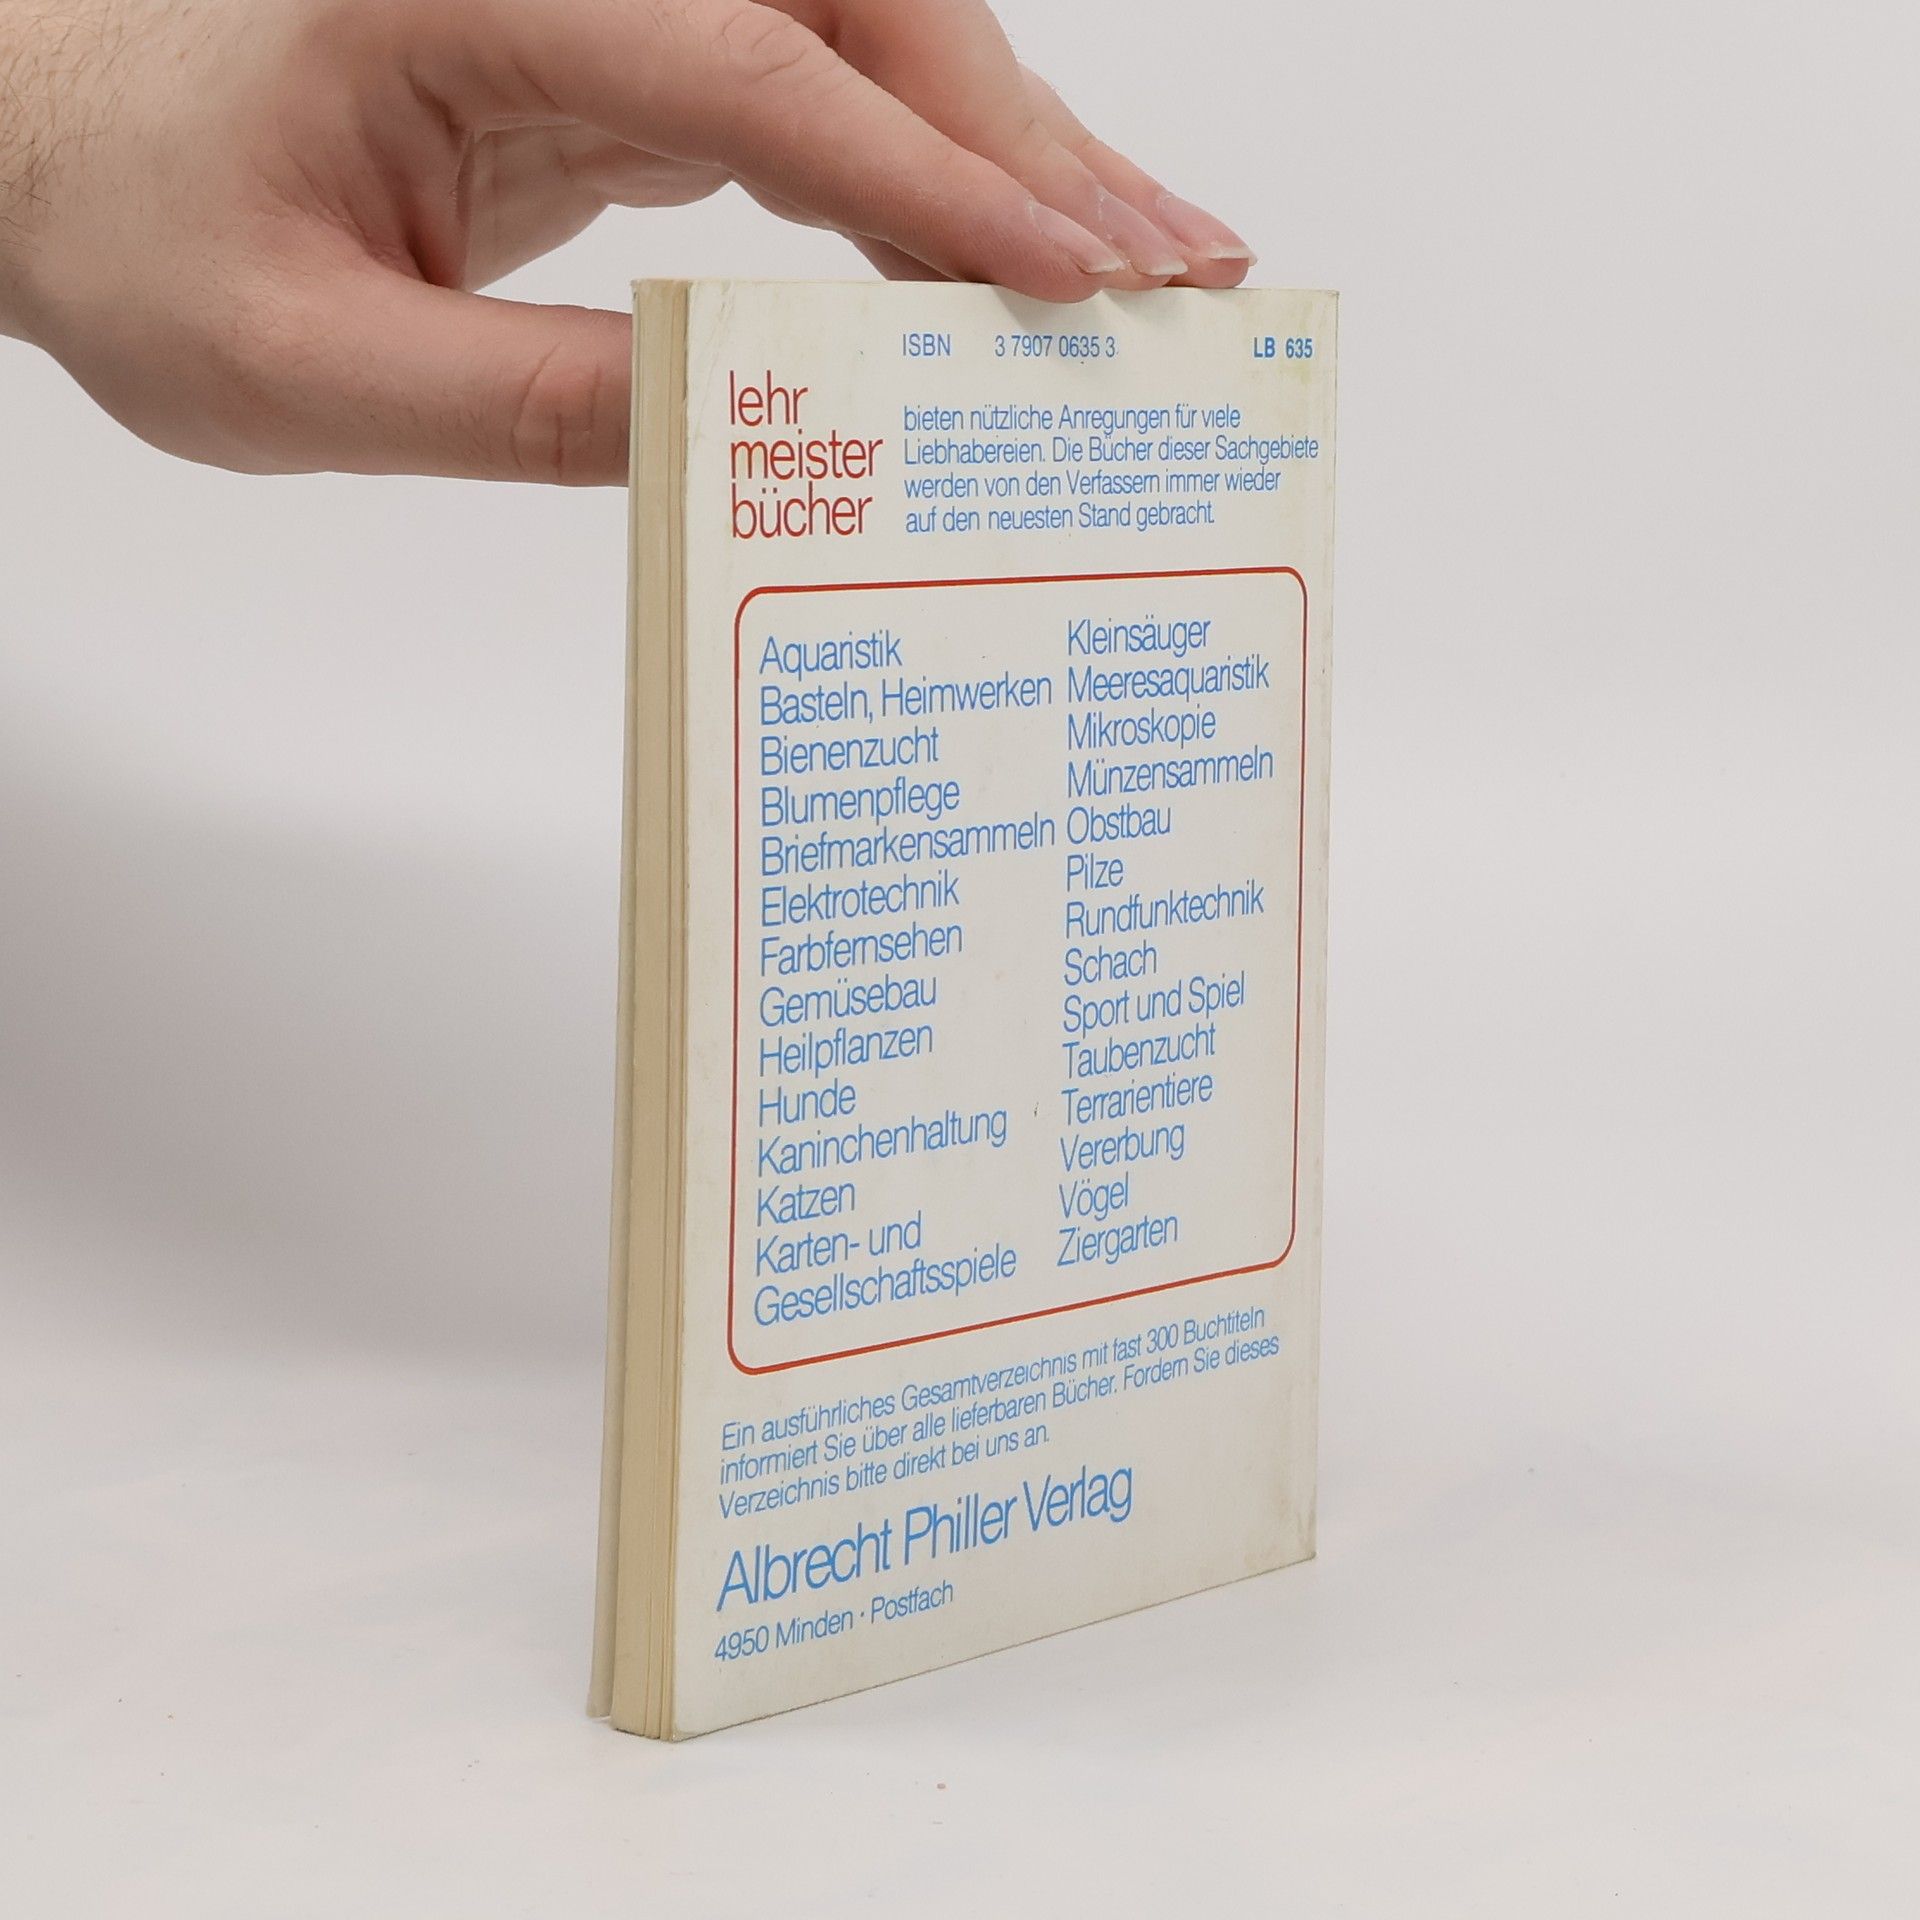 ISBN 3 7907 0635 3 LB 635
lehr
meister
bücher
bieten nützliche Anregungen für viele
Liebhabereien. Die Bücher dieser Sachgebiete
werden von den Verfassern immer wieder
auf den neuesten Stand gebracht.
Aquaristik
Basteln, Heimwerken
Bienenzucht
Blumenpflege
Briefmarkensammeln
Elektrotechnik
Farbfernsehen
Gemüsebau
Heilpflanzen
Hunde
Kaninchenhaltung
Katzen
Karten- und
Gesellschaftsspiele
Kleinsäuger
Meeresaquaristik
Mikroskopie
Münzensammeln
Obstbau
Pilze
Rundfunktechnik
Schach
Sport und Spiel
Taubenzucht
Terrarientiere
Vererbung
Vögel
Ziergarten
Ein ausführliches Gesamtverzeichnis mit fast 300 Buchtiteln
informiert Sie über alle lieferbaren Bücher. Fordern Sie dieses
Verzeichnis bitte direkt bei uns an.
Albrecht Philler Verlag
4950 Minden · Postfach